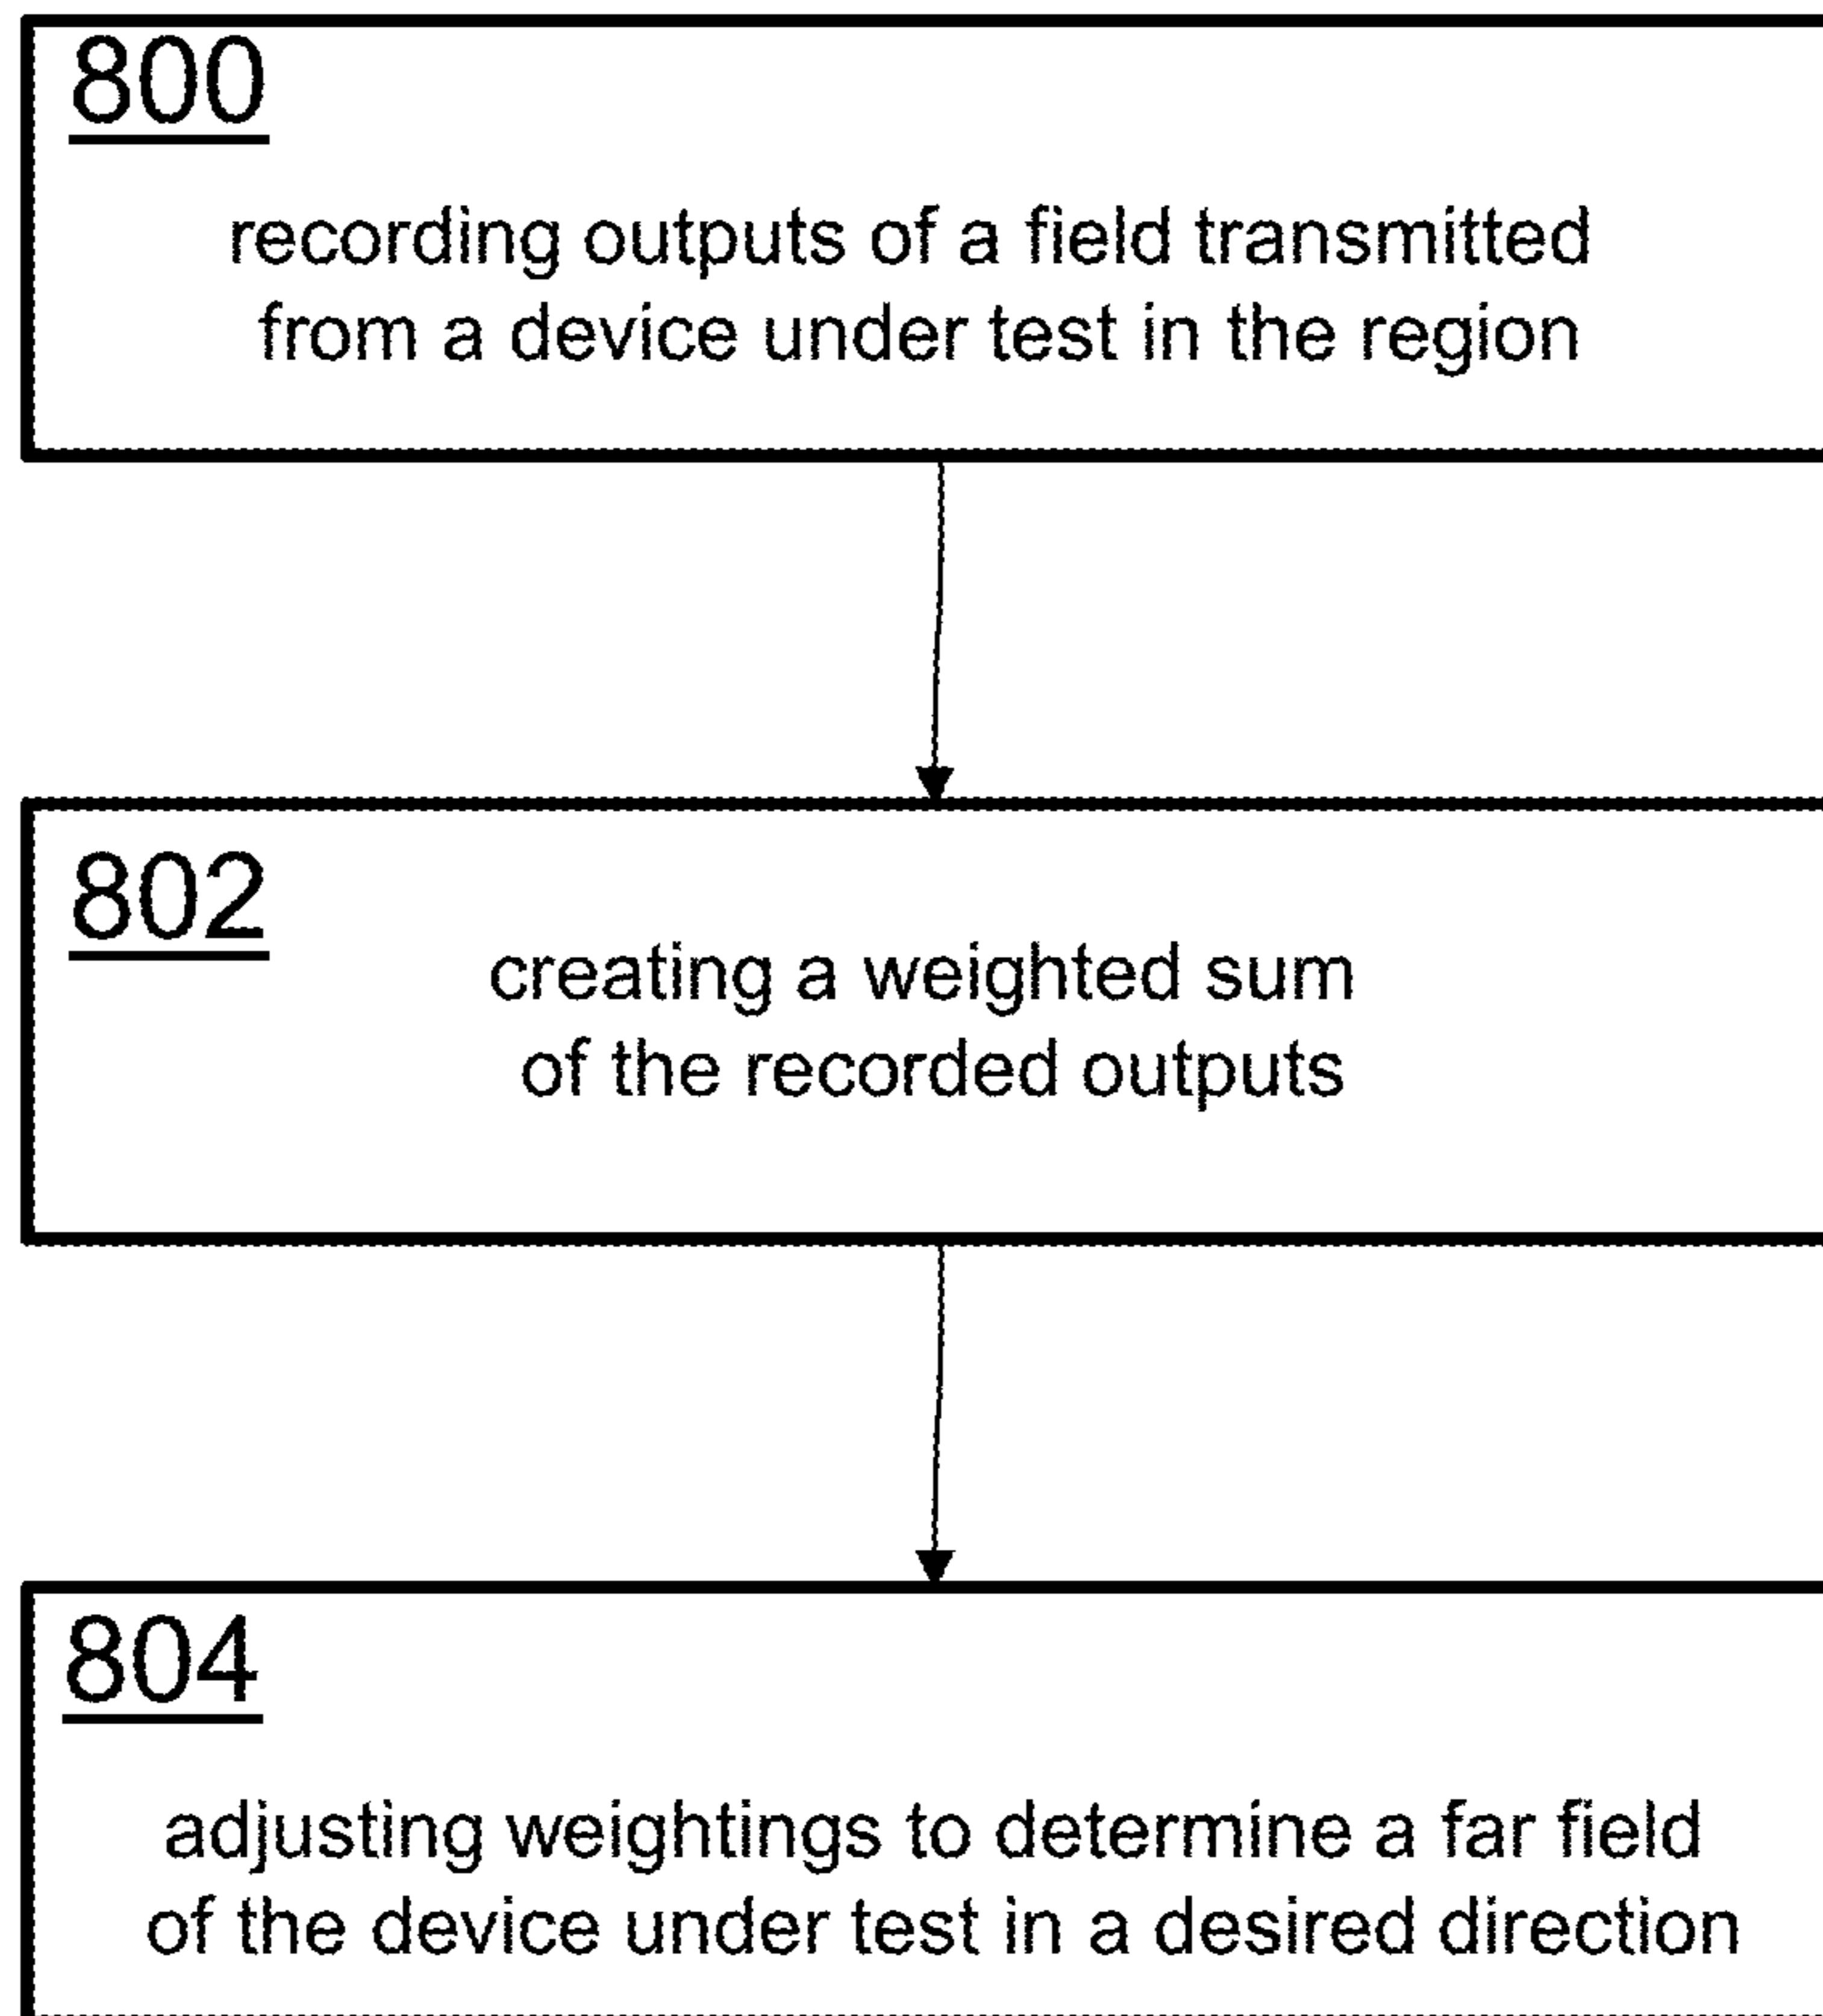 800
recording outputs of a field transmitted
from a device under test in the region
802
creating a weighted sum
of the recorded outputs
804
adjusting weightings to determine a far field
of the device under test in a desired direction